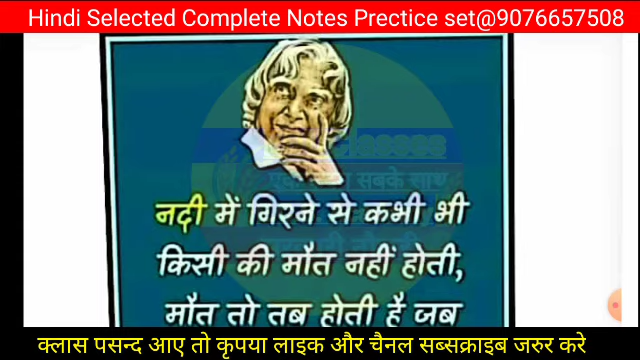 Hindi Selected Complete Notes Prectice set@9076657508
सबके साथ
नदी में गिरने से कभी भी
किसी की मौत नहीं होती,
मौत तो तब होती है जब
क्लास पसन्द आए तो कृपया लाइक और चैनल सब्सक्राइब जरुर करे